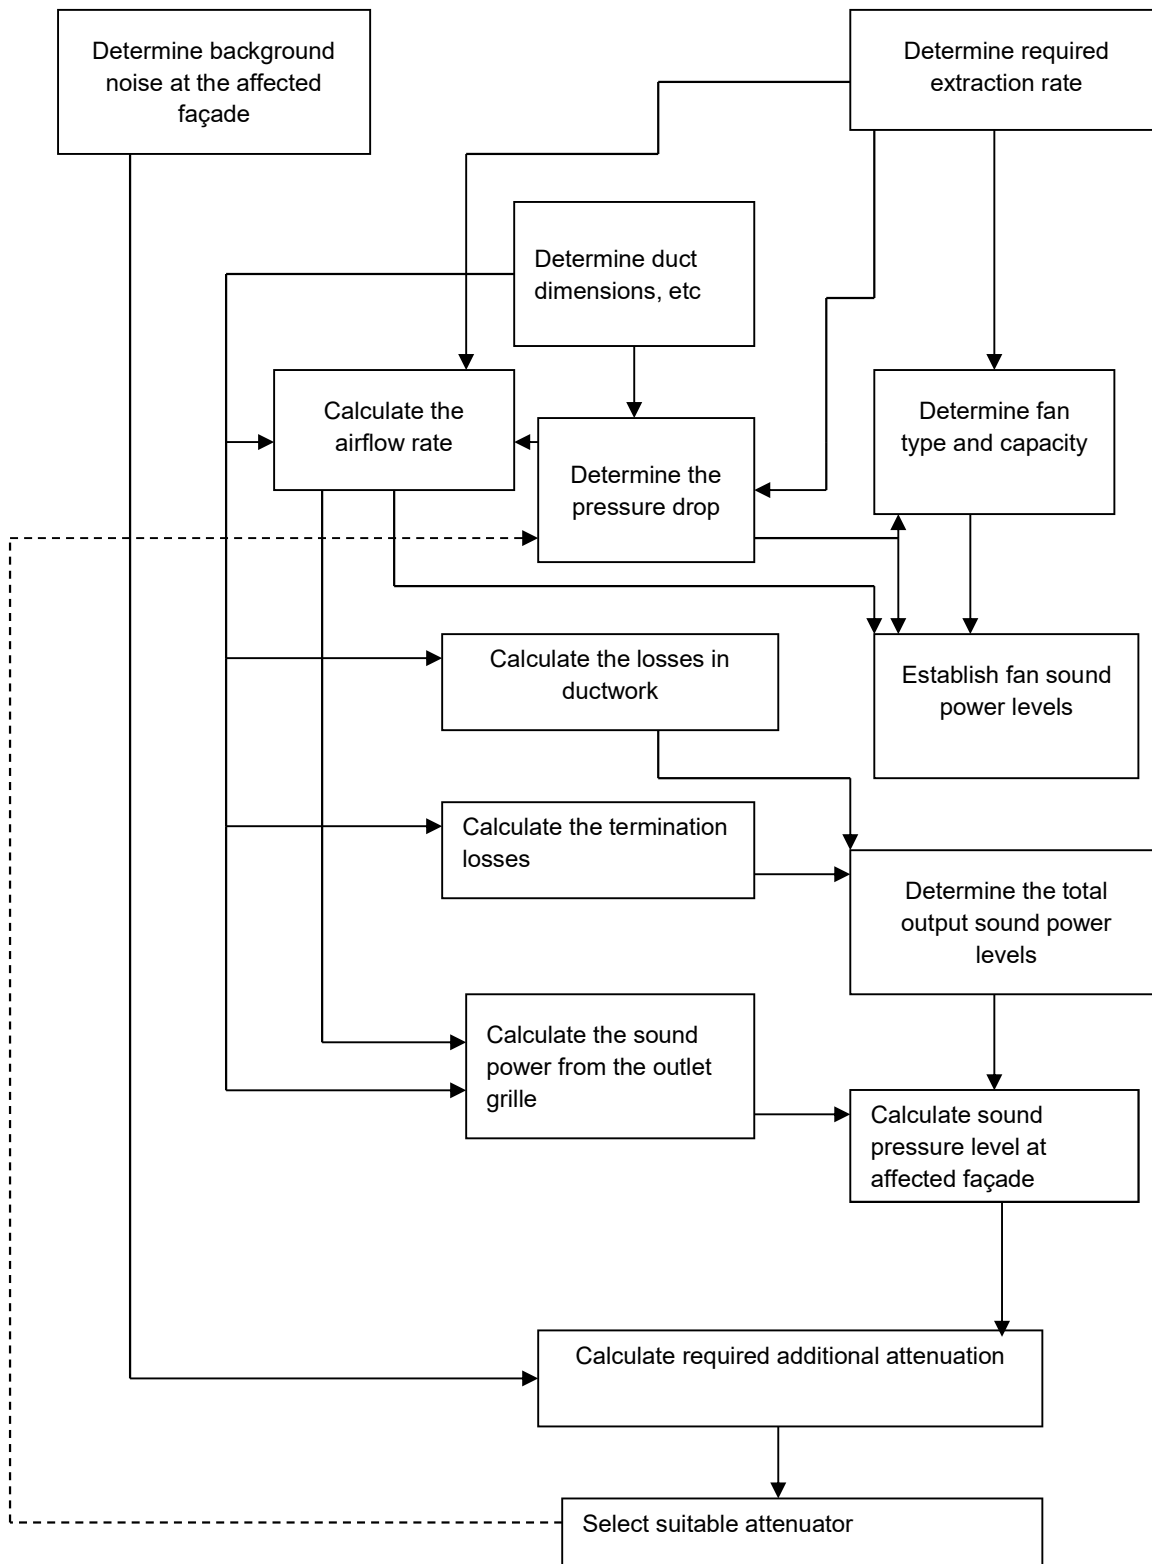 Determine background
noise at the affected
façade
Determine required
extraction rate
Determine duct
dimensions, etc
Calculate the
airflow rate
Determine the
pressure drop
Determine fan
type and capacity
Calculate the losses in
ductwork
Establish fan sound
power levels
Calculate the termination
losses
Determine the total
output sound power
levels
Calculate the sound
power from the outlet
grille
Calculate sound
pressure level at
affected façade
Calculate required additional attenuation
Select suitable attenuator